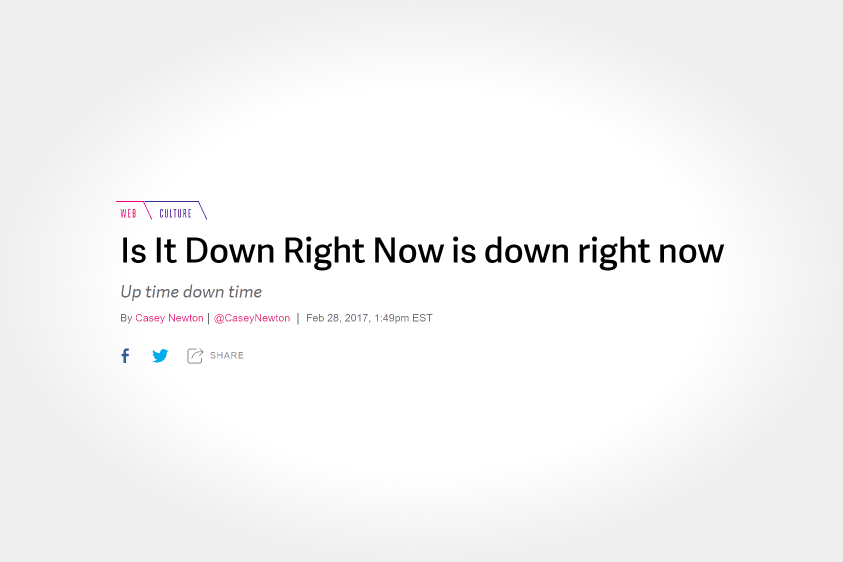 WEB CULTURE
Is It Down Right Now is down right now
Up time down time
By Casey Newton | @CaseyNewton | Feb 28, 2017, 1:49pm EST
SHARE